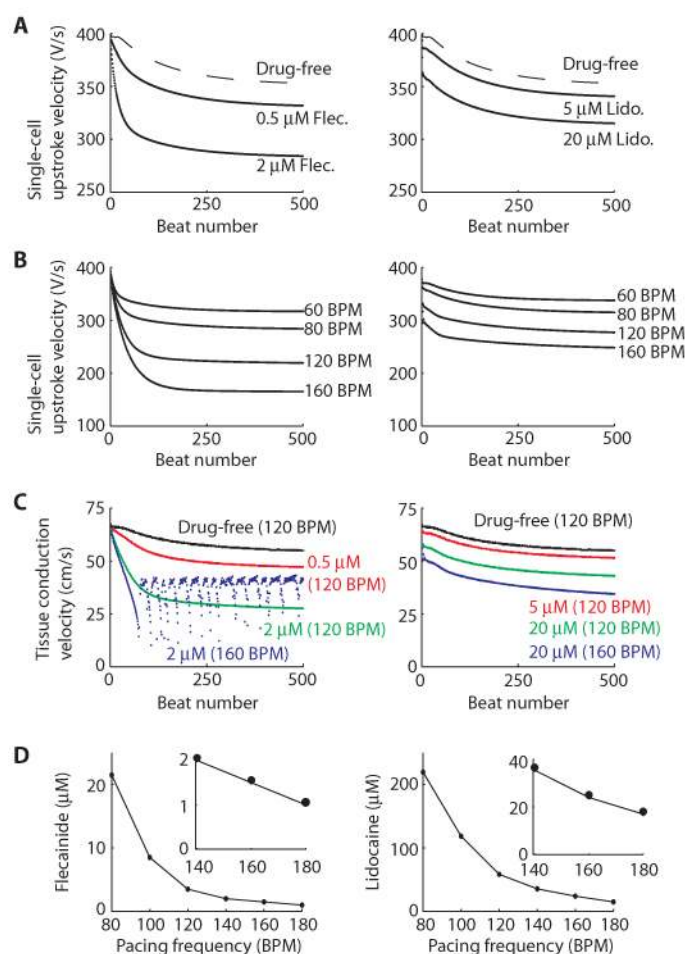 A
Single-cell
upstroke velocity (V/s)
400
350
300
250
Drug-free
0.5 μM Flec.
2 μM Flec.
0
250
500
Beat number
400
350
300
250
Drug-free
5 μM Lido.
20 μM Lido.
0
250
500
Beat number
B
Single-cell
upstroke velocity (V/s)
400
300
200
100
60 BPM
80 BPM
120 BPM
160 BPM
0
250
500
Beat number
400
300
200
100
60 BPM
80 BPM
120 BPM
160 BPM
0
250
500
Beat number
C
Tissue conduction
velocity (cm/s)
75
50
25
0
Drug-free (120 BPM)
0.5 μM
(120 BPM)
2 μM (120 BPM)
2 μM (160 BPM)
0
250
500
Beat number
75
50
25
0
Drug-free (120 BPM)
5 μM (120 BPM)
20 μM (120 BPM)
20 μM (160 BPM)
0
250
500
Beat number
D
Flecainide (μM)
20
10
0
2
1
0
140
160
180
80 100 120 140 160 180
Pacing frequency (BPM)
Lidocaine (μM)
200
100
0
40
20
0
140
160
180
80 100 120 140 160 180
Pacing frequency (BPM)